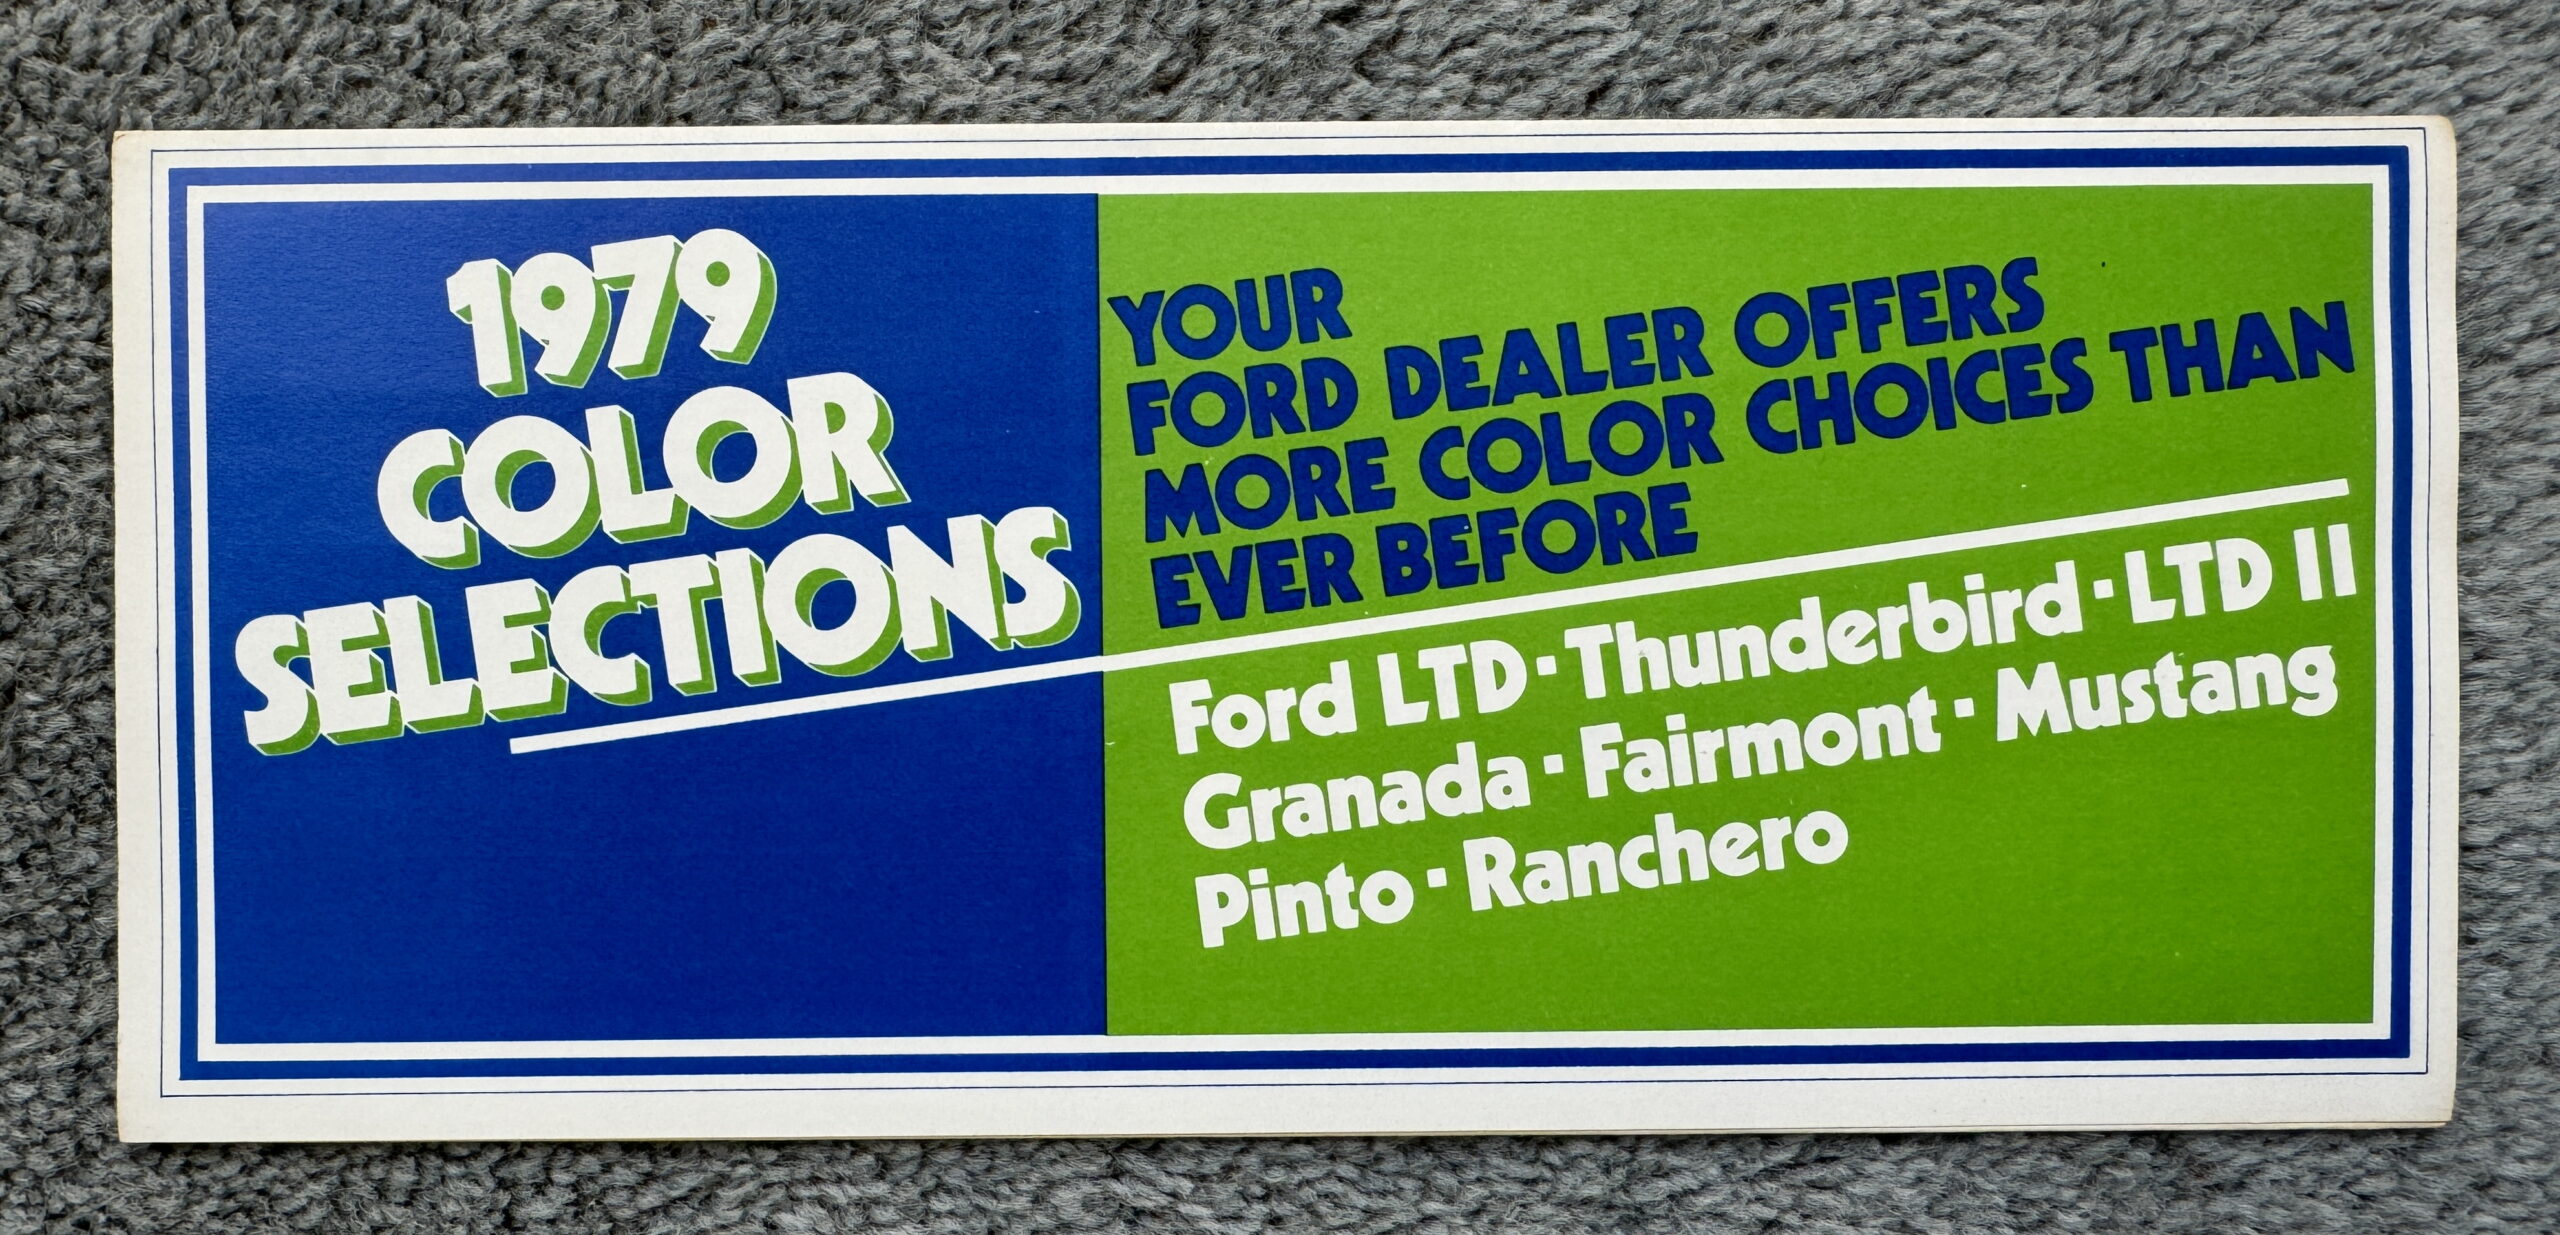 1979
COLOR
SELECTIONS
YOUR
FORD DEALER OFFERS
MORE COLOR CHOICES THAN
EVER BEFORE
Ford LTD · Thunderbird · LTD II
Granada · Fairmont · Mustang
Pinto · Ranchero